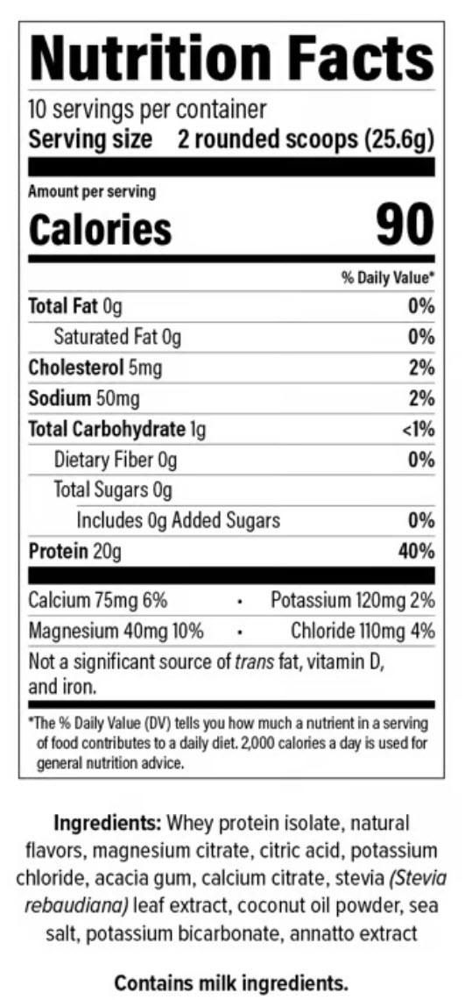 Nutrition Facts
10 servings per container
Serving size 2 rounded scoops (25.6g)
Amount per serving
Calories 90
% Daily Value*
Total Fat 0g 0%
Saturated Fat 0g 0%
Cholesterol 5mg 2%
Sodium 50mg 2%
Total Carbohydrate 1g <1%
Dietary Fiber 0g 0%
Total Sugars 0g
Includes 0g Added Sugars 0%
Protein 20g 40%
Calcium 75mg 6% • Potassium 120mg 2%
Magnesium 40mg 10% • Chloride 110mg 4%
Not a significant source of trans fat, vitamin D,
and iron.
*The % Daily Value (DV) tells you how much a nutrient in a serving
of food contributes to a daily diet. 2,000 calories a day is used for
general nutrition advice.
Ingredients: Whey protein isolate, natural
flavors, magnesium citrate, citric acid, potassium
chloride, acacia gum, calcium citrate, stevia (Stevia
rebaudiana) leaf extract, coconut oil powder, sea
salt, potassium bicarbonate, annatto extract
Contains milk ingredients.